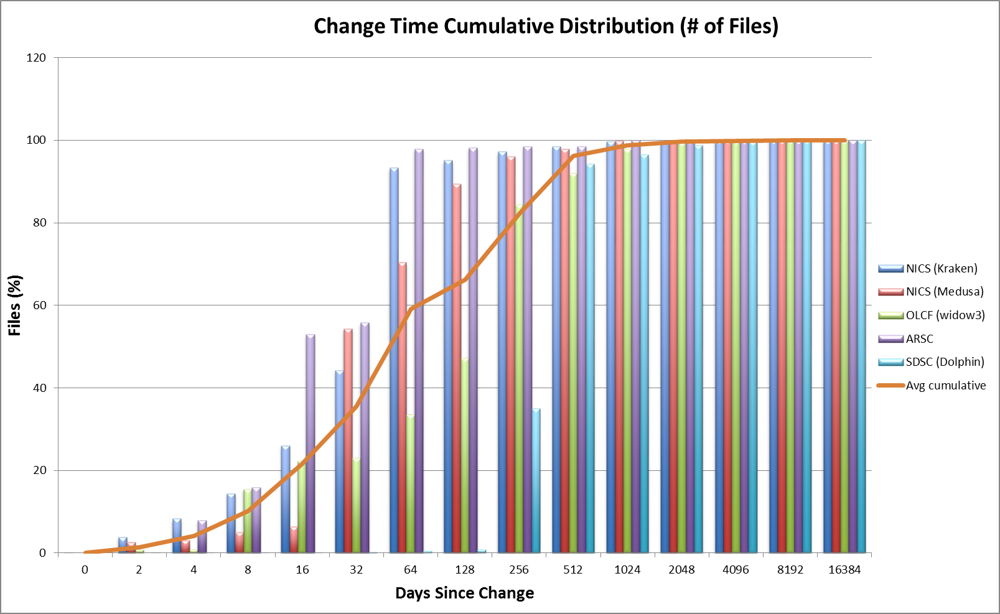 Change Time Cumulative Distribution (# of Files)
120
100
80
60
40
20
0
Files (%)
0 2 4 8 16 32 64 128 256 512 1024 2048 4096 8192 16384
Days Since Change
NICS (Kraken)
NICS (Medusa)
OLCF (widow3)
ARSC
SDSC (Dolphin)
Avg cumulative